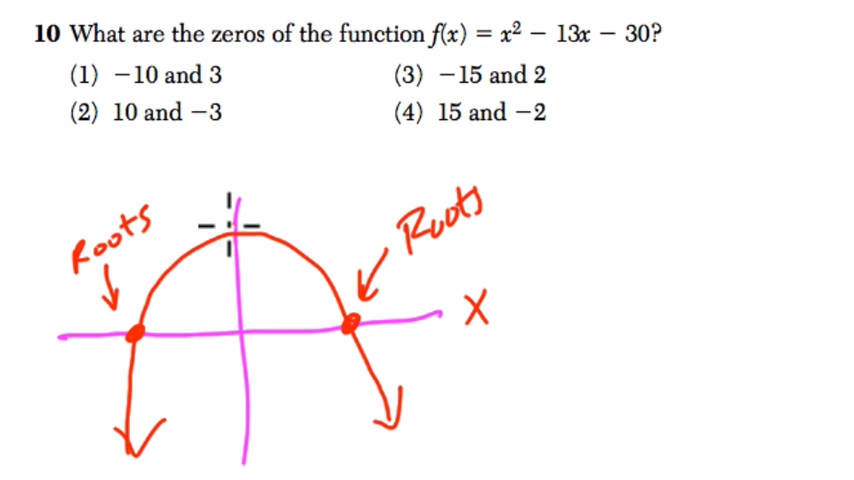 10 What are the zeros of the function f(x) = x² − 13x − 30?
(1) −10 and 3 (3) −15 and 2
(2) 10 and −3 (4) 15 and −2
Roots Roots
X